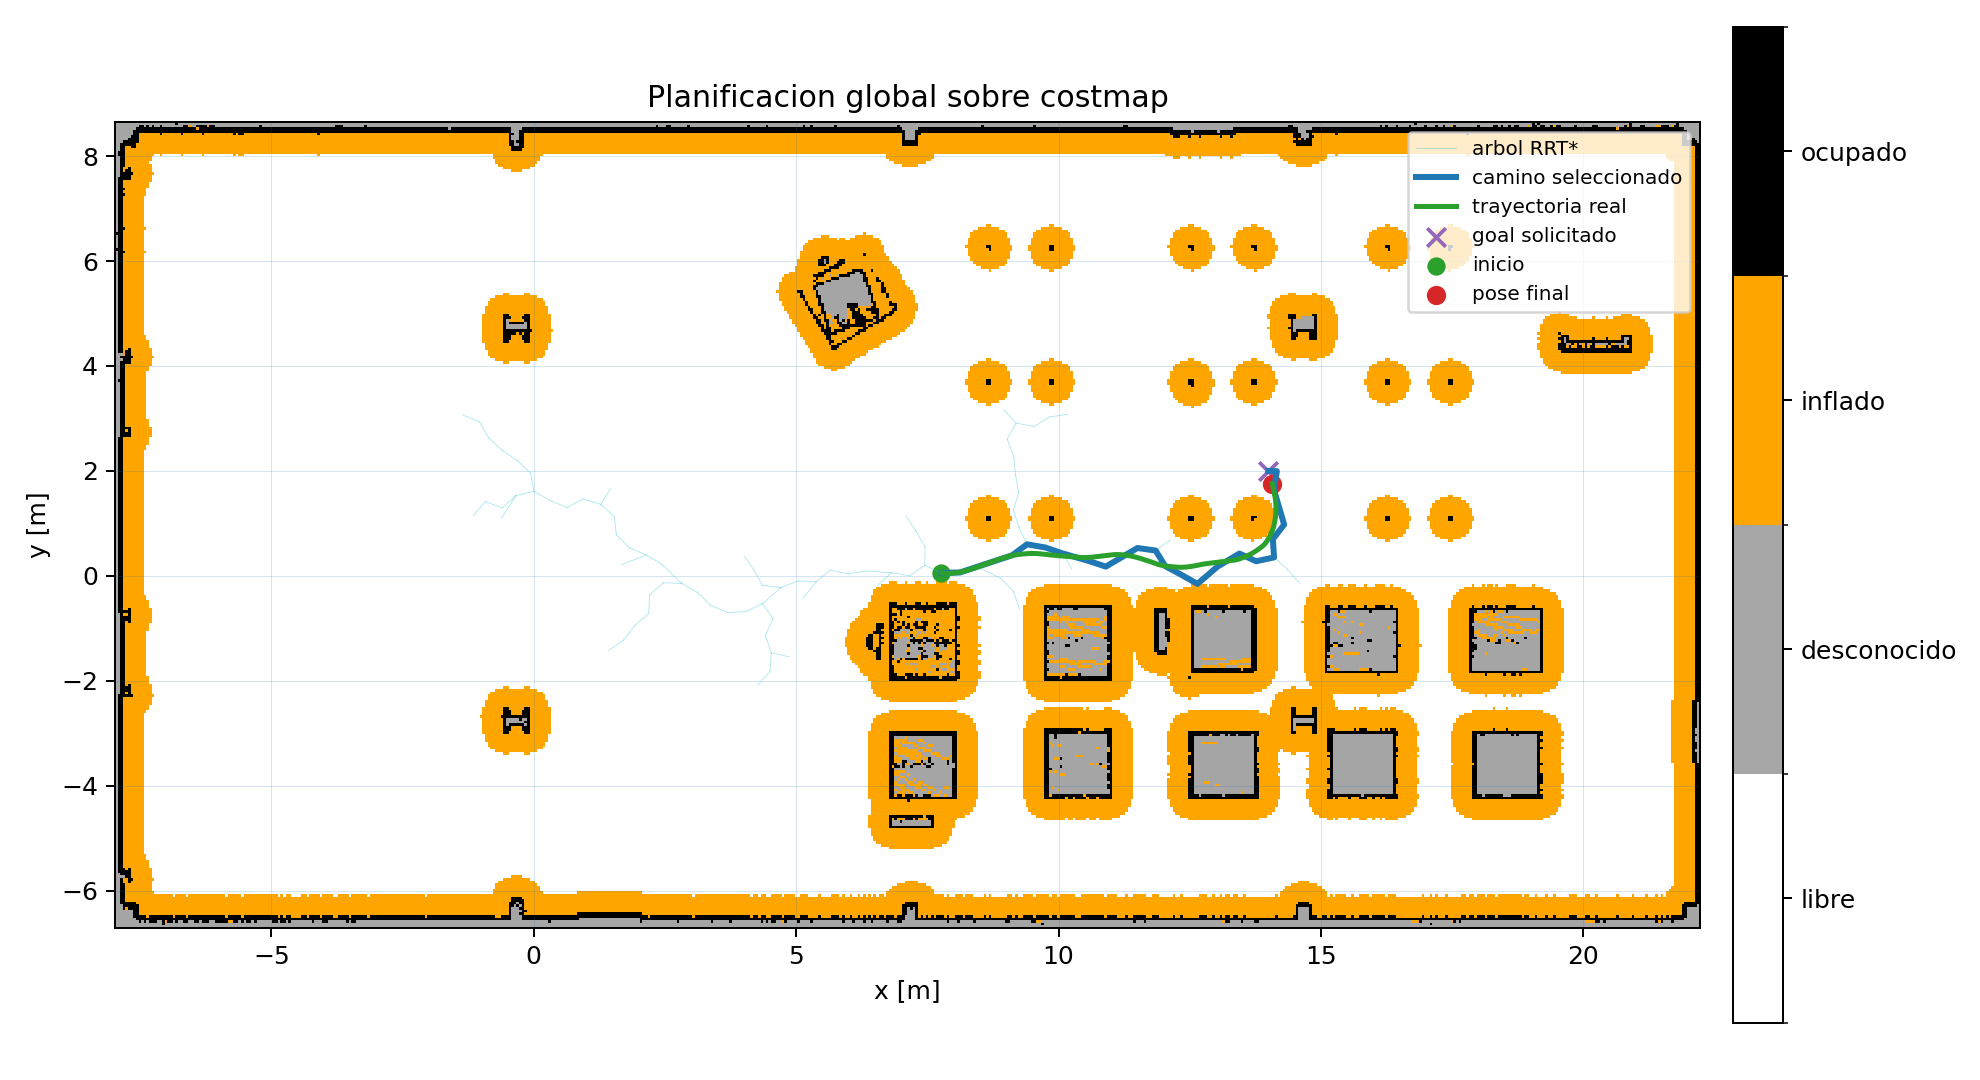 Planificacion global sobre costmap
arbol RRT*
camino seleccionado
trayectoria real
goal solicitado
inicio
pose final
8
6
4
2
0
−2
−4
−6
y [m]
−5
0
5
10
15
20
x [m]
ocupado
inflado
desconocido
libre